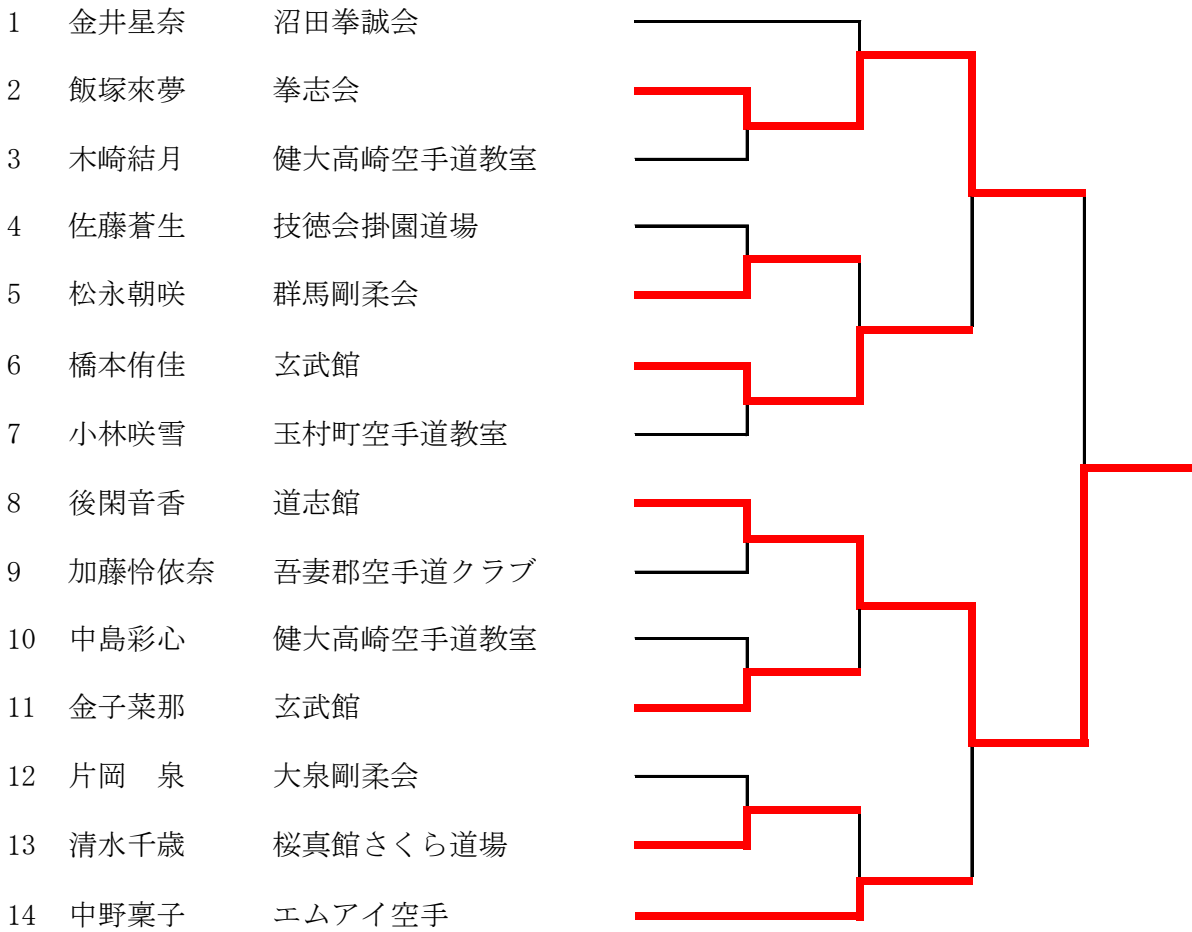 1 金井星奈 沼田拳誠会
2 飯塚來夢 拳志会
3 木崎結月 健大高崎空手道教室
4 佐藤蒼生 技徳会掛園道場
5 松永朝咲 群馬剛柔会
6 橋本侑佳 玄武館
7 小林咲雪 玉村町空手道教室
8 後閑音香 道志館
9 加藤怜依奈 吾妻郡空手道クラブ
10 中島彩心 健大高崎空手道教室
11 金子菜那 玄武館
12 片岡　泉 大泉剛柔会
13 清水千歳 桜真館さくら道場
14 中野稟子 エムアイ空手